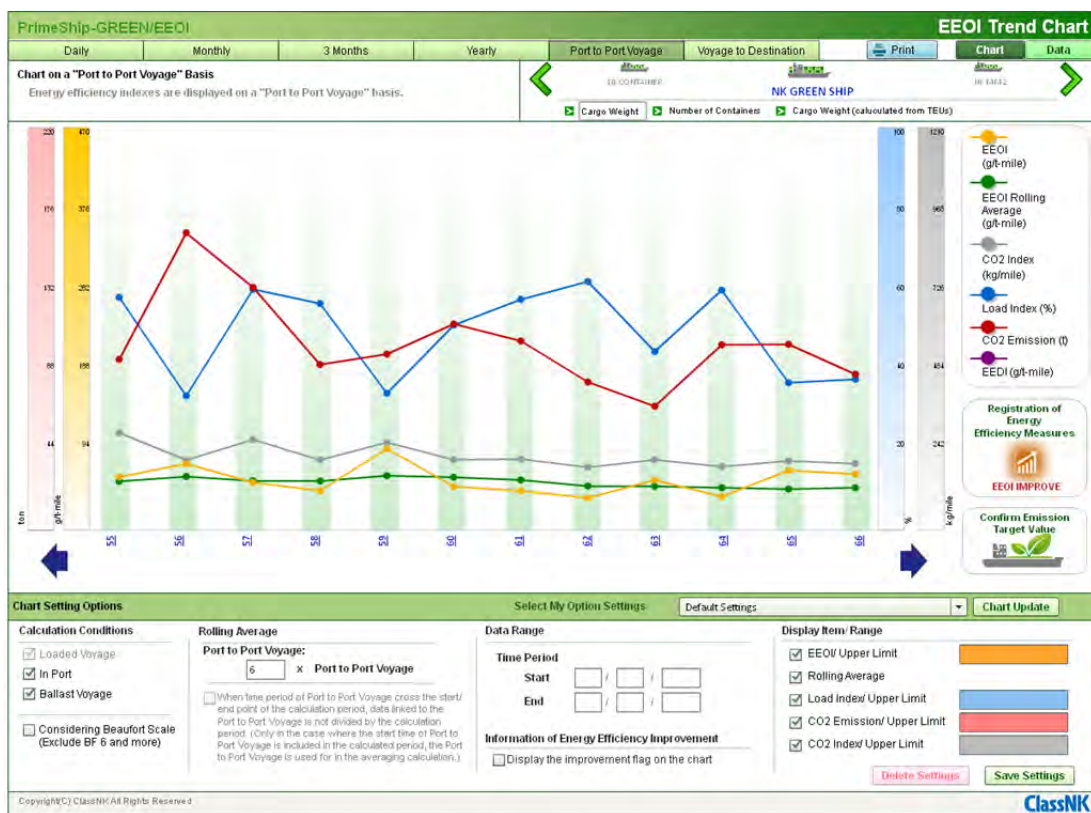 PrimeShip-GREEN/EEOI
EEOI Trend Chart
Daily
Monthly
3 Months
Yearly
Port to Port Voyage
Voyage to Destination
Print
Chart
Data
Chart on a "Port to Port Voyage" Basis
Energy efficiency indexes are displayed on a "Port to Port Voyage" basis.
CONTAINER
NK GREEN SHIP
Cargo Weight
Number of Containers
Cargo Weight (caluculated from TEUs)
220
470
100
176
376
80
968
132
282
60
726
188
40
484
44
94
20
242
ton
g/t-mile
%
kg/mile
55
56
57
58
59
60
61
62
63
64
65
66
EEOI
(g/t-mile)
EEOI Rolling
Average
(g/t-mile)
CO2 Index
(kg/mile)
Load Index (%)
CO2 Emission (t)
EEDI (g/t-mile)
Registration of
Energy
Efficiency Measures
EEOI IMPROVE
Confirm Emission
Target Value
Chart Setting Options
Select My Option Settings
Default Settings
Chart Update
Calculation Conditions
Loaded Voyage
In Port
Ballast Voyage
Considering Beaufort Scale
(Exclude BF 6 and more)
Rolling Average
Port to Port Voyage:
6 x Port to Port Voyage
When time period of Port to Port Voyage cross the start/
end point of the calculation period, data linked to the
Port to Port Voyage is not divided by the calculation
period. (Only in the case where the start time of Port to
Port Voyage is included in the calculated period, the Port
to Port Voyage is used for in the averaging calculation.)
Data Range
Time Period
Start / /
End / /
Information of Energy Efficiency Improvement
Display the improvement flag on the chart
Display Item/ Range
EEOI/ Upper Limit
Rolling Average
Load Index/ Upper Limit
CO2 Emission/ Upper Limit
CO2 Index/ Upper Limit
Delete Settings
Save Settings
Copyright(C) ClassNK All Rights Reserved
ClassNK